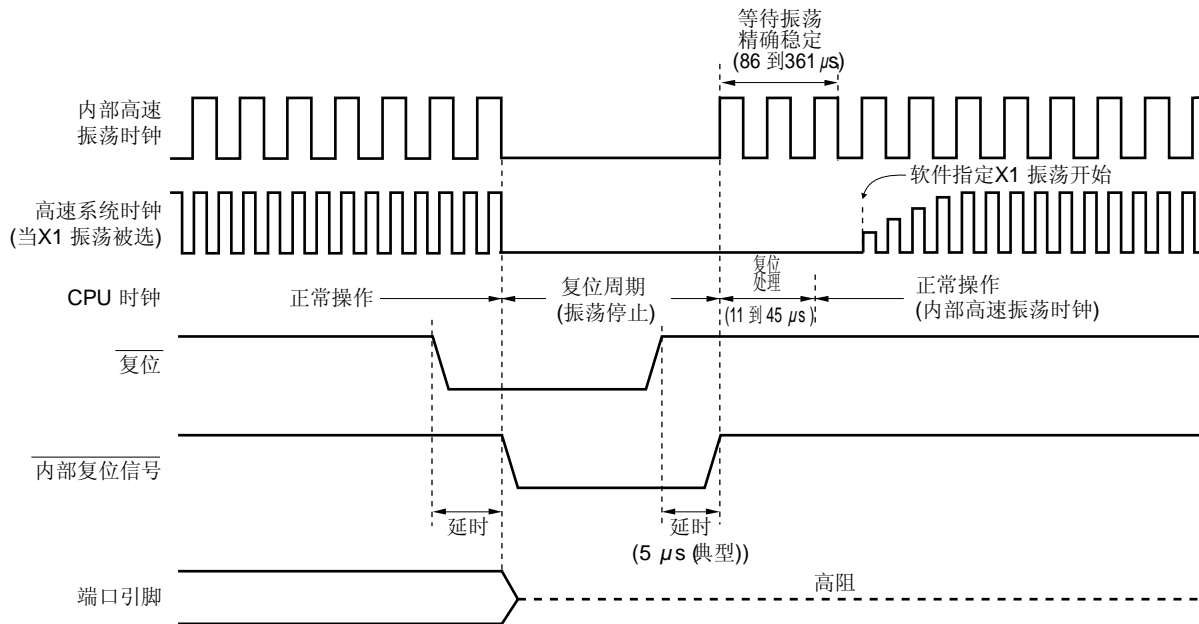 等待振荡
精确稳定
(86 到361 µs)
内部高速
振荡时钟
软件指定X1 振荡开始
高速系统时钟
(当X1 振荡被选)
复位
处理
CPU 时钟
正常操作
复位周期
(振荡停止)
(11 到 45 µs )
正常操作
(内部高速振荡时钟)
复位
内部复位信号
延时
延时
(5 µs (典型))
端口引脚
高阻